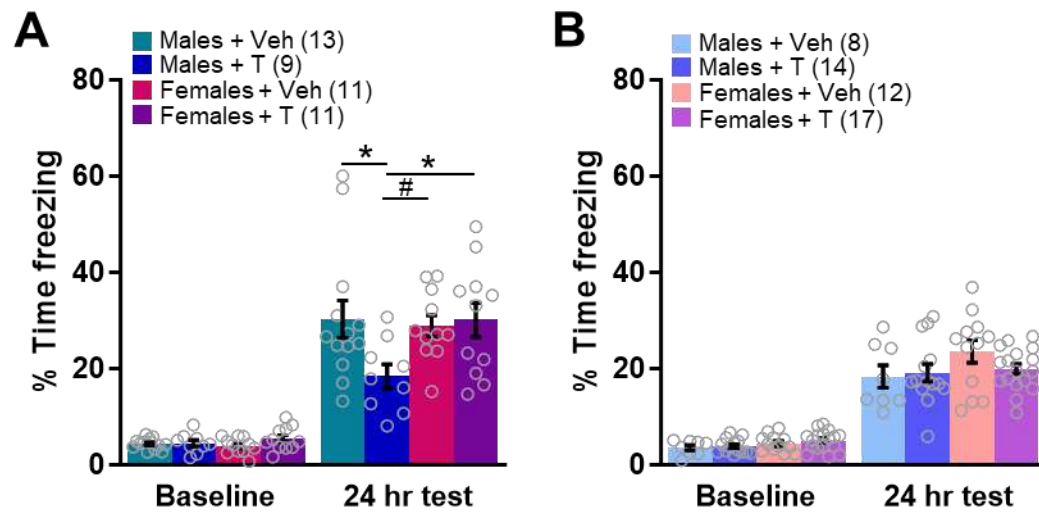 A
Males + Veh (13)
Males + T (9)
Females + Veh (11)
Females + T (11)
% Time freezing
80
60
40
20
0
*
*
#
Baseline
24 hr test
B
Males + Veh (8)
Males + T (14)
Females + Veh (12)
Females + T (17)
% Time freezing
80
60
40
20
0
Baseline
24 hr test